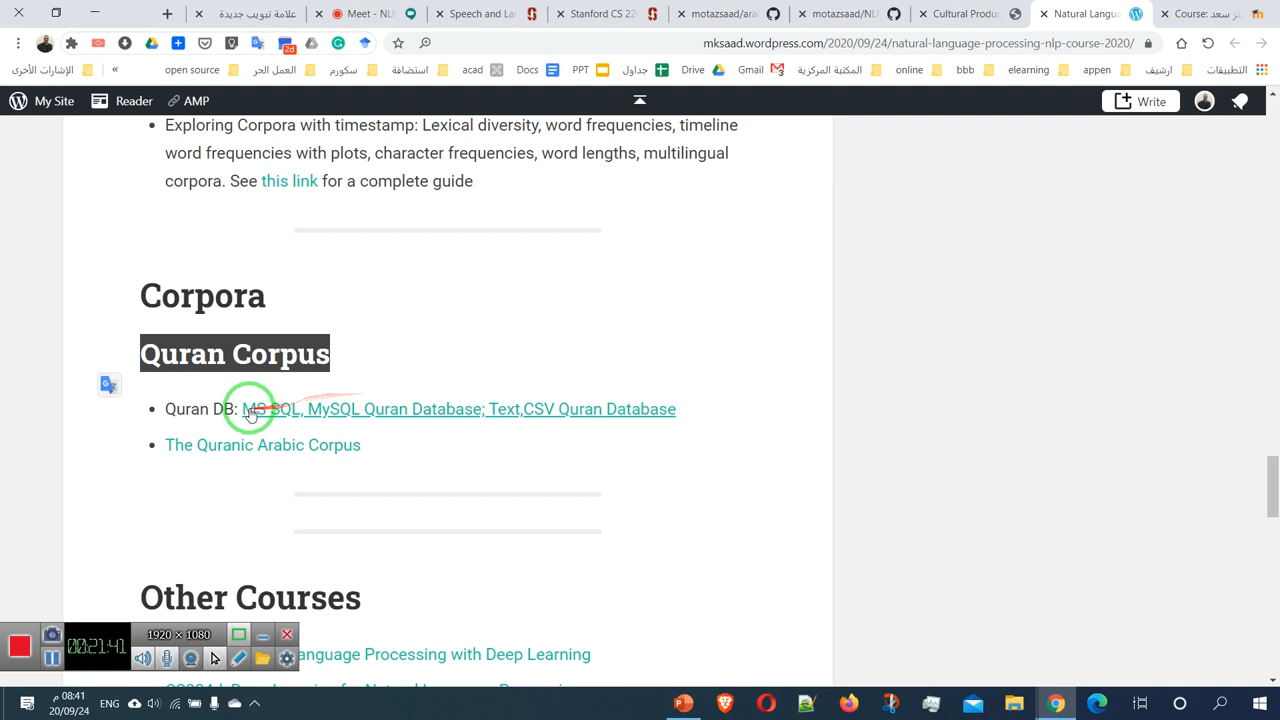 علامة تبويب جديدة
Meet - NLP
Speech and Lan
Stanford CS 22
motazsaad/ara
motazsaad/NLP
Cultural Produc
Natural Langua
Course:
mksaad.wordpress.com/2020/09/24/natural-language-processing-nlp-course-2020/
2d
الإشارات الأخرى
»
open source
العمل الحر
سكورم
استضافة
acad
Docs
PPT
جداول
Drive
Gmail
المكتبة المركزية
online
bbb
elearning
appen
ارشيف
التطبيقات
My Site
Reader
AMP
Write
Exploring Corpora with timestamp: Lexical diversity, word frequencies, timeline
word frequencies with plots, character frequencies, word lengths, multilingual
corpora. See this link for a complete guide
Corpora
Quran Corpus
Quran DB: MS SQL, MySQL Quran Database; Text,CSV Quran Database
The Quranic Arabic Corpus
Other Courses
00:21:41
1920 × 1080
anguage Processing with Deep Learning
08:41 م
ENG
20/09/24